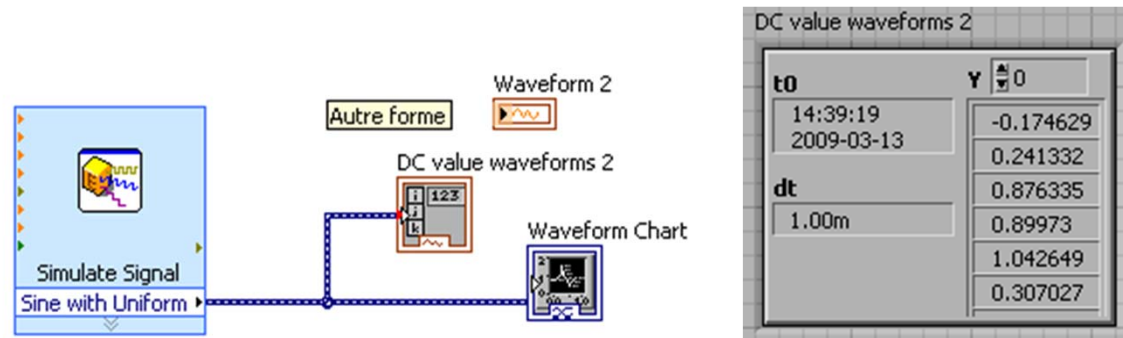 Waveform 2
Autre forme
DC value waveforms 2
i 123
j
k
Waveform Chart
Simulate Signal
Sine with Uniform
DC value waveforms 2
t0
14:39:19
2009-03-13
dt
1.00m
Y 0
-0.174629
0.241332
0.876335
0.89973
1.042649
0.307027